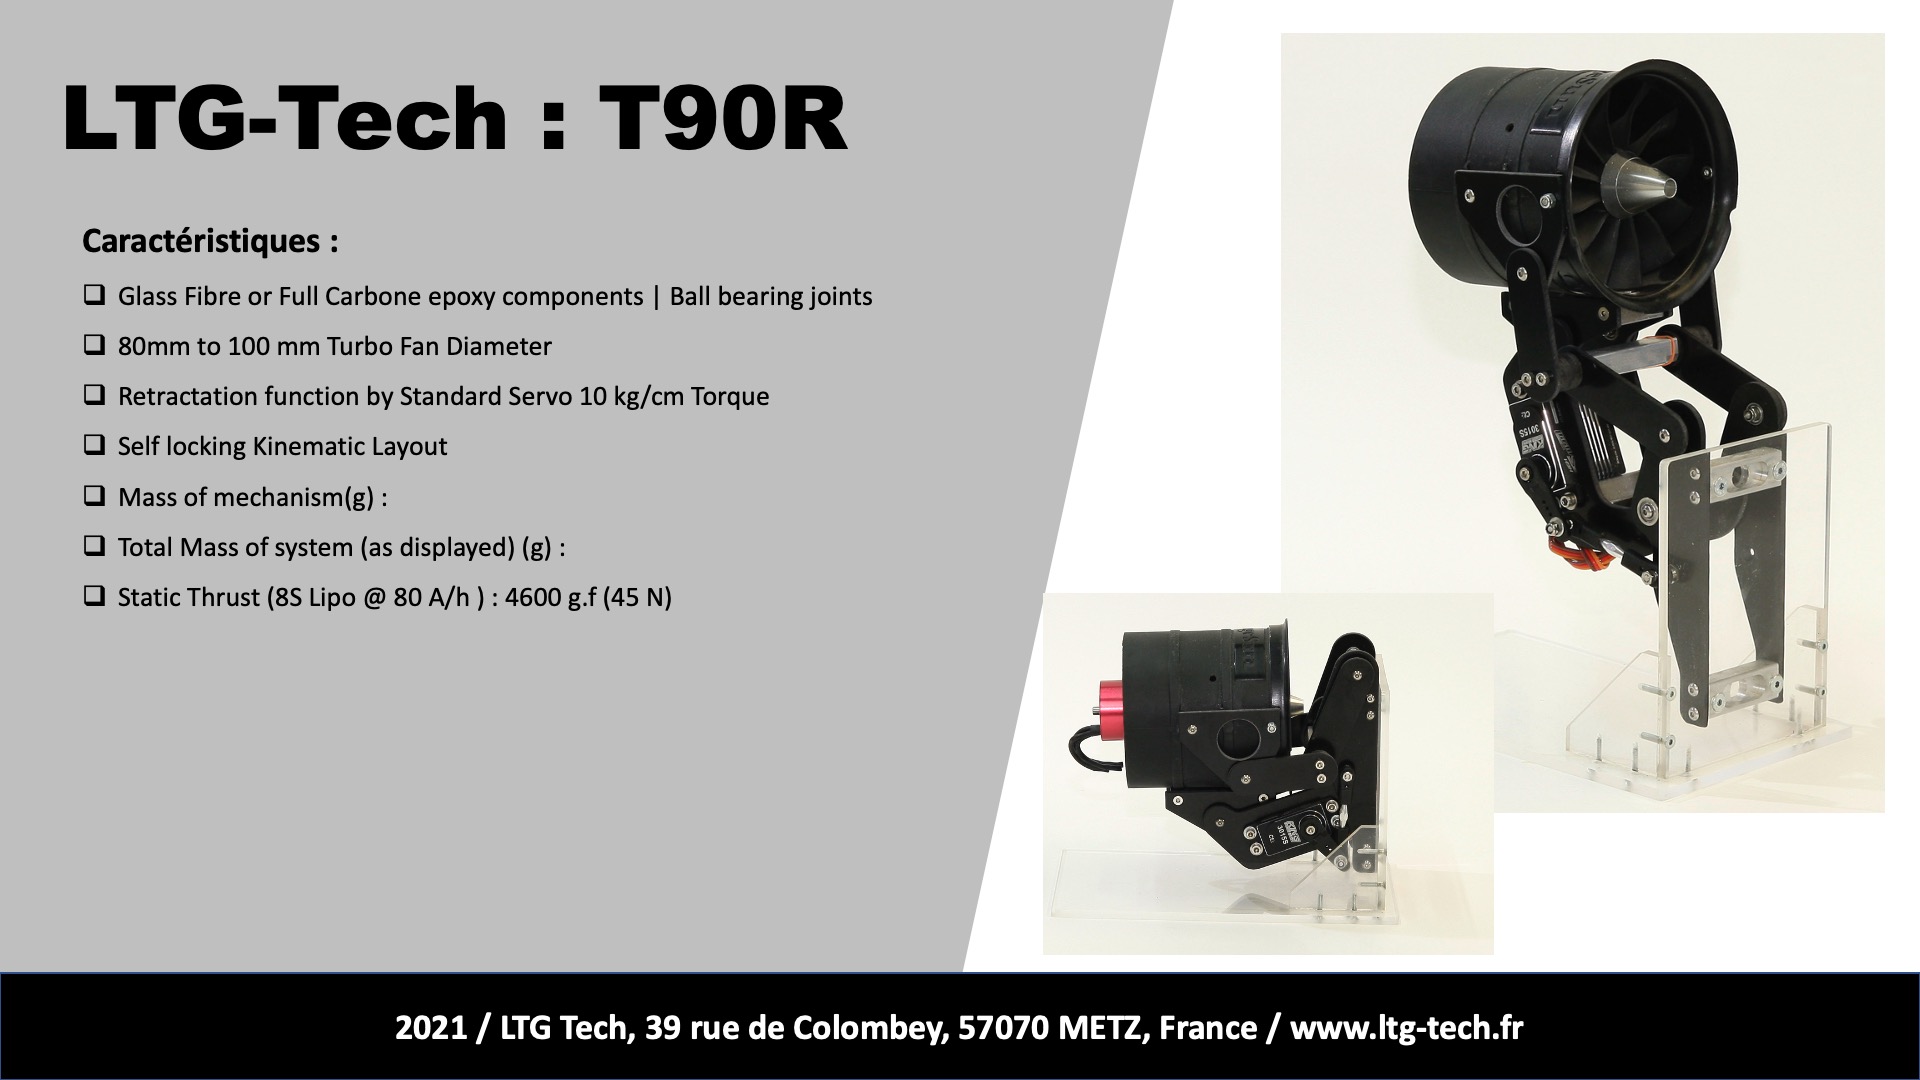 LTG-Tech : T90R
Caractéristiques :
❑ Glass Fibre or Full Carbone epoxy components | Ball bearing joints
❑ 80mm to 100 mm Turbo Fan Diameter
❑ Retractation function by Standard Servo 10 kg/cm Torque
❑ Self locking Kinematic Layout
❑ Mass of mechanism(g) :
❑ Total Mass of system (as displayed) (g) :
❑ Static Thrust (8S Lipo @ 80 A/h ) : 4600 g.f (45 N)
3015S
3015S
2021 / LTG Tech, 39 rue de Colombey, 57070 METZ, France / www.ltg-tech.fr